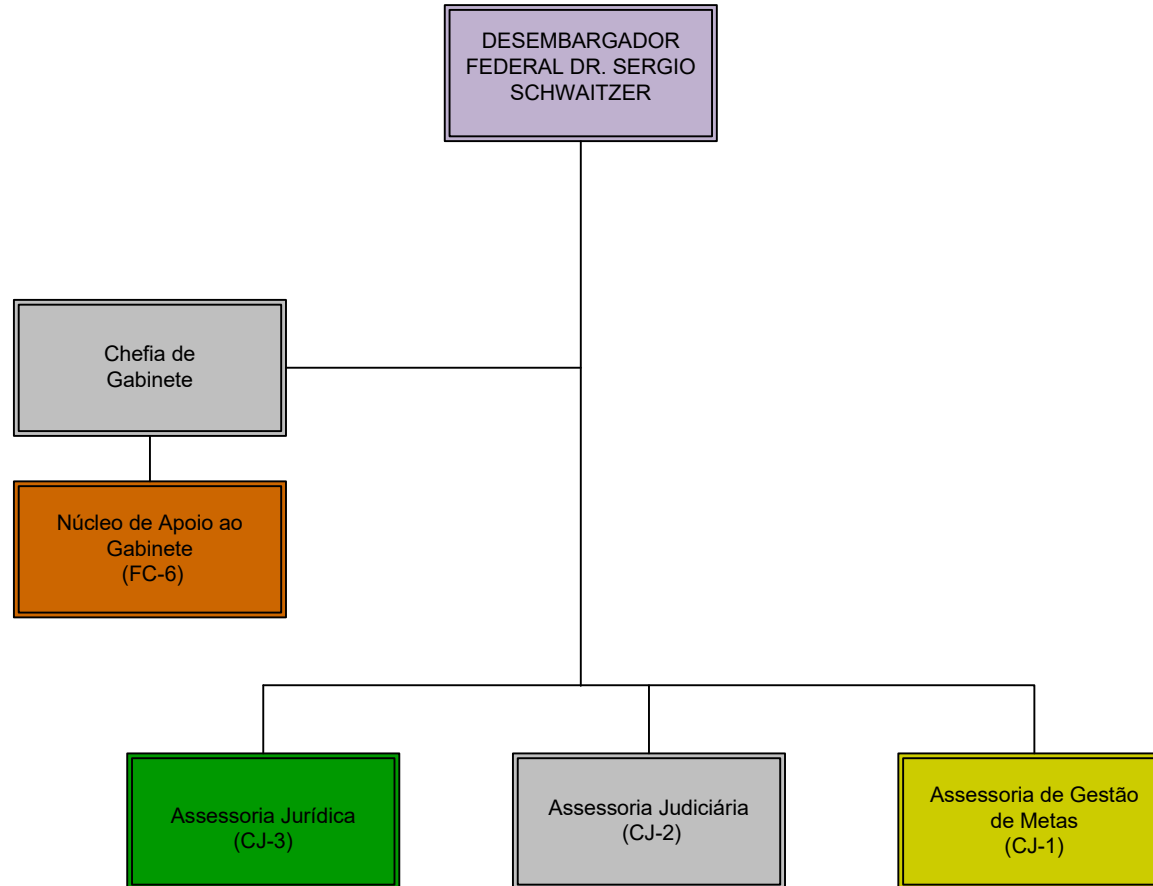 DESEMBARGADOR
FEDERAL DR. SERGIO
SCHWAITZER
Chefia de
Gabinete
Núcleo de Apoio ao
Gabinete
(FC-6)
Assessoria Jurídica
(CJ-3)
Assessoria Judiciária
(CJ-2)
Assessoria de Gestão
de Metas
(CJ-1)